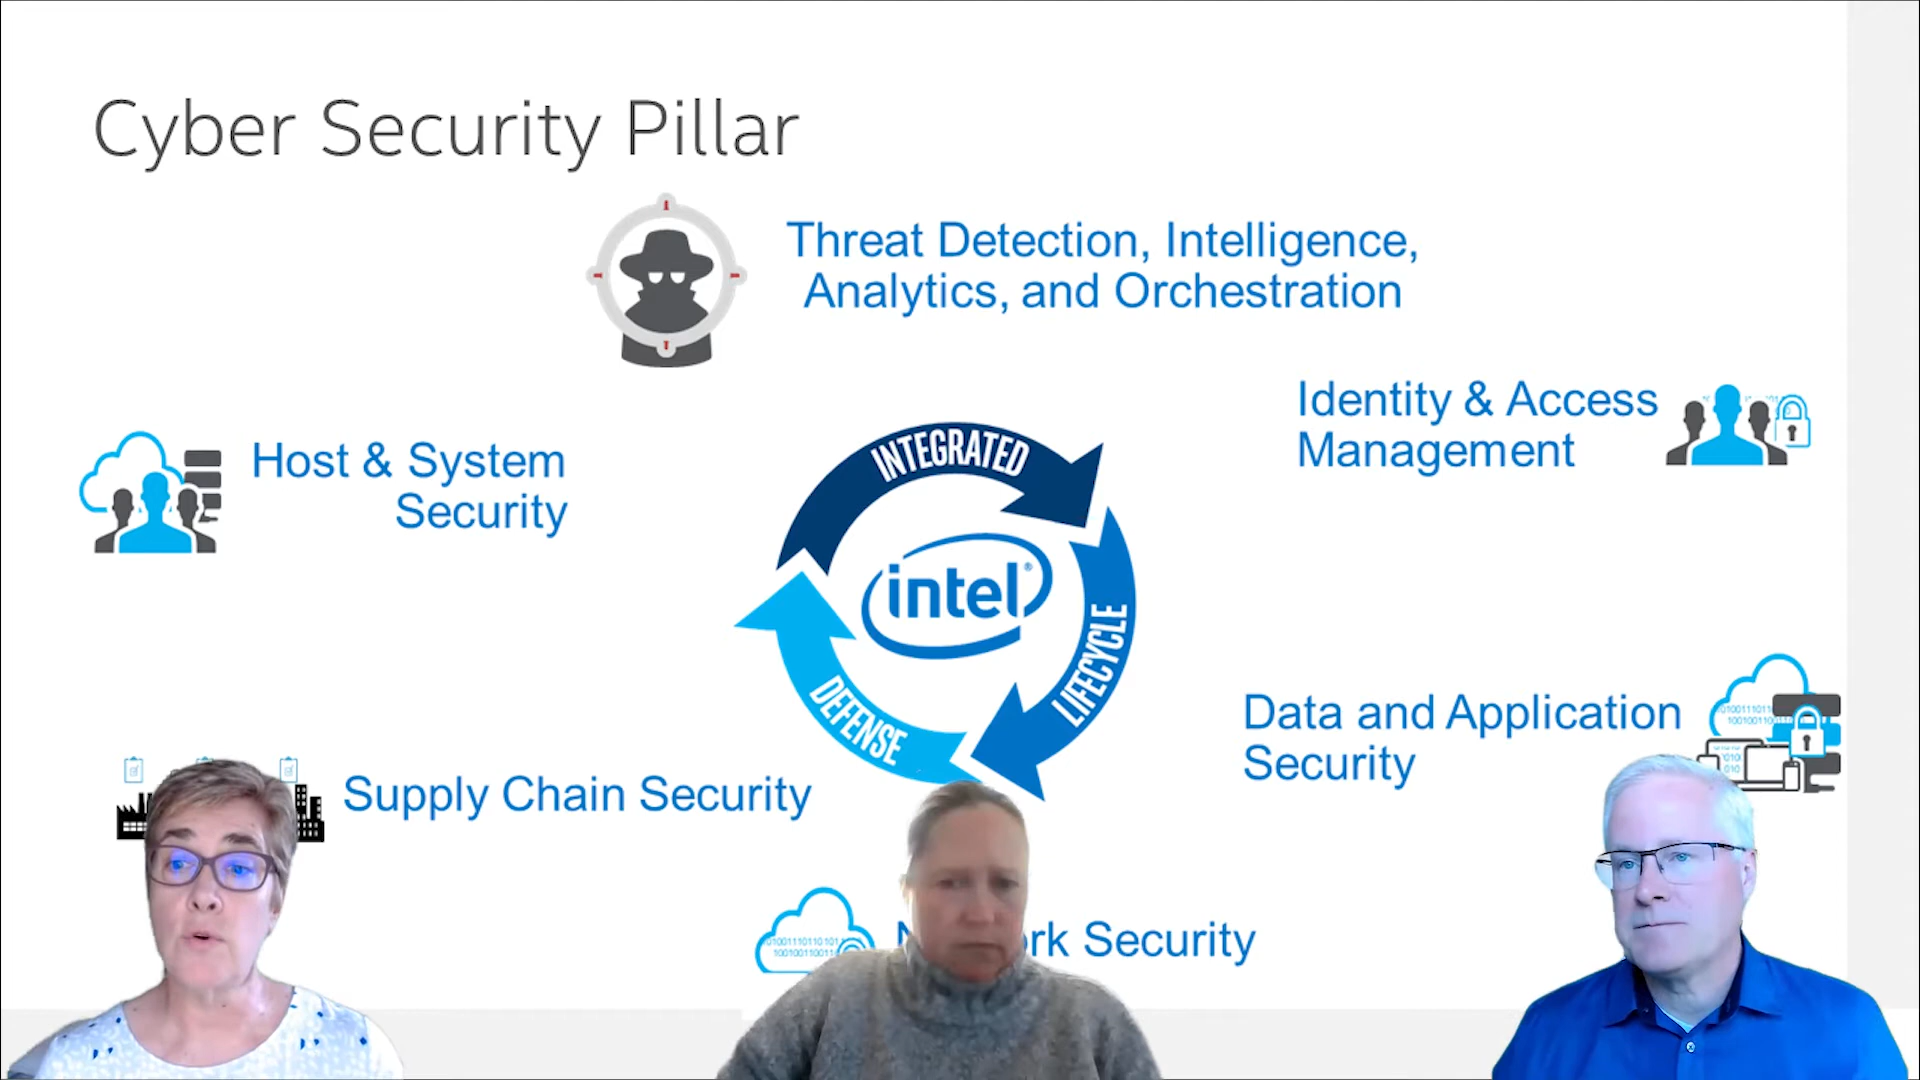 Cyber Security Pillar
Threat Detection, Intelligence,
Analytics, and Orchestration
Identity & Access
Management
Host & System
Security
INTEGRATED
intel®
LIFECYCLE
DEFENSE
Data and Application
Security
Supply Chain Security
rk Security